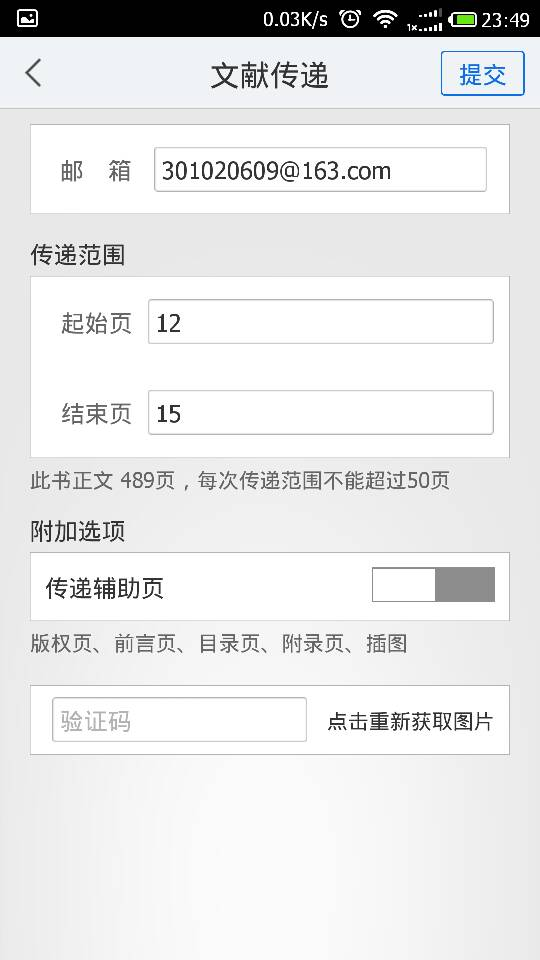 0.03K/s 23:49
文献传递 提交
邮 箱 301020609@163.com
传递范围
起始页 12
结束页 15
此书正文 489页，每次传递范围不能超过50页
附加选项
传递辅助页
版权页、前言页、目录页、附录页、插图
验证码 点击重新获取图片